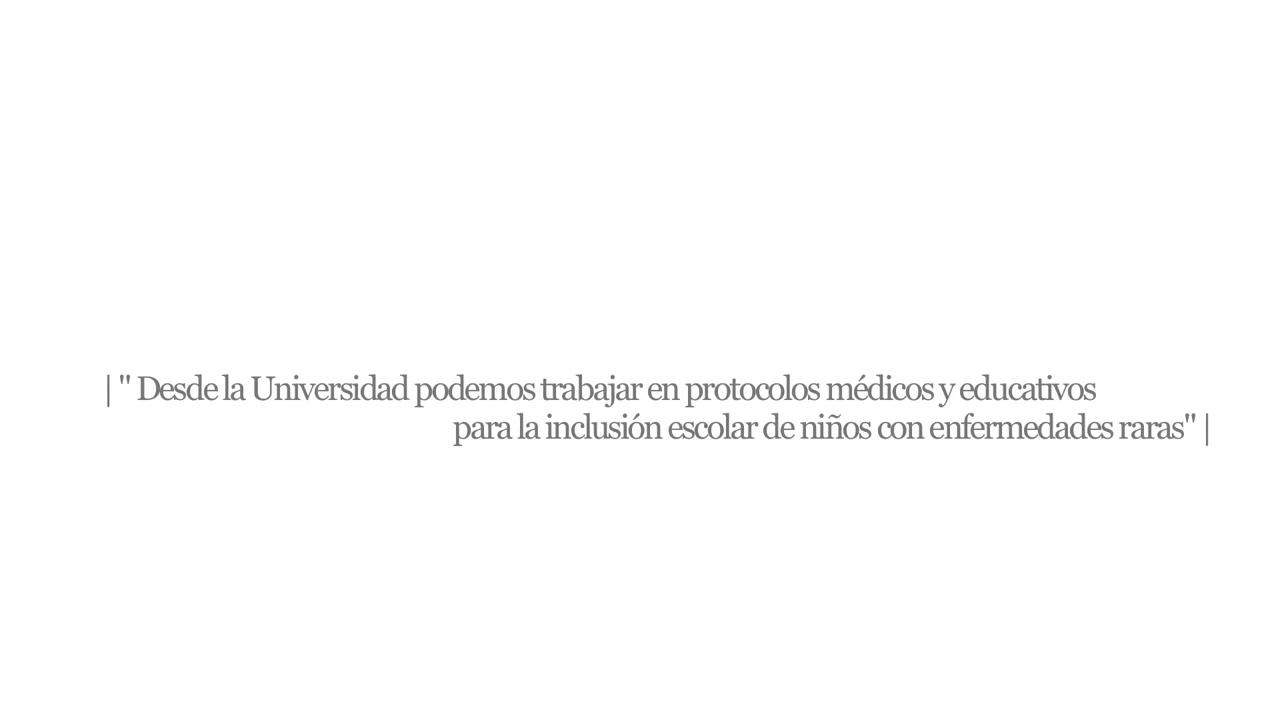 | " Desde la Universidad podemos trabajar en protocolos médicos y educativos
para la inclusión escolar de niños con enfermedades raras" |